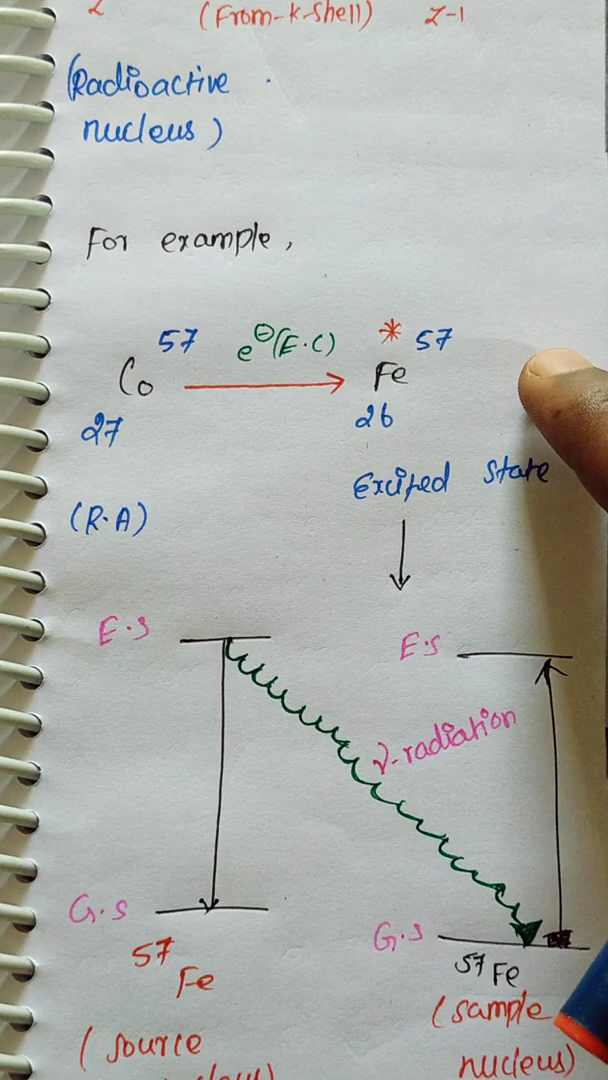 (From-K-Shell) Z-1
(Radioactive
nucleus)
For example,
57 e⊖(E.C) * 57
Co Fe
27 26
Excited State
(R.A)
E.S E.S
γ-radiation
G.S G.S
57 Fe 57 Fe
(source (sample
nucleus)